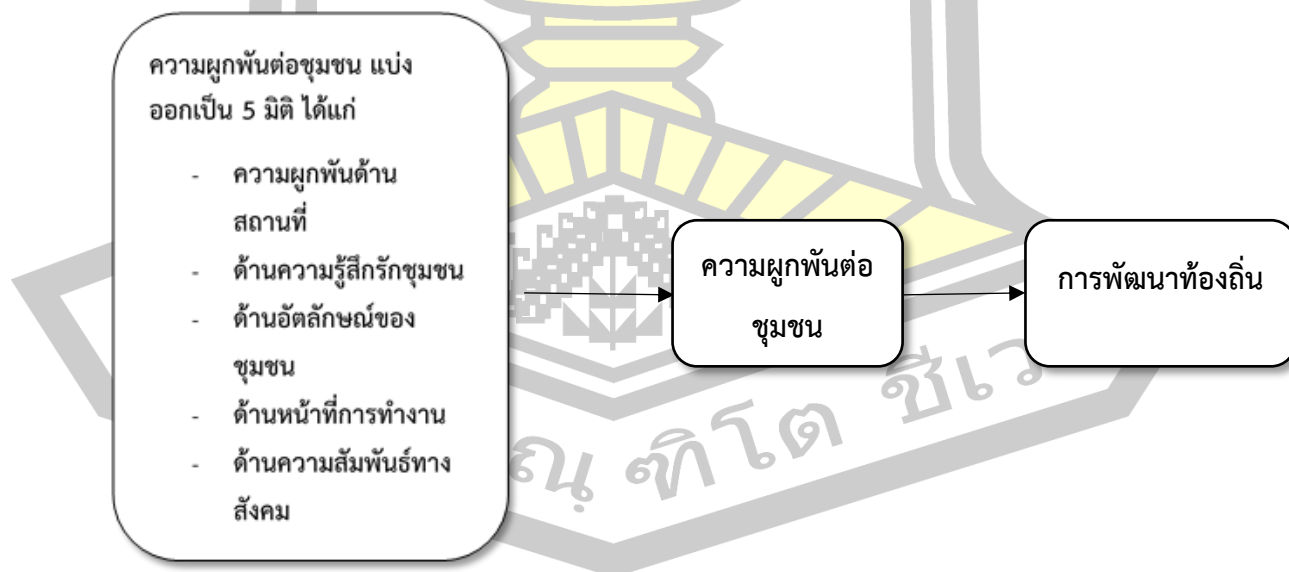 ความผูกพันต่อชุมชน แบ่ง
ออกเป็น 5 มิติ ได้แก่
- ความผูกพันด้าน
สถานที่
- ด้านความรู้สึกรักชุมชน
- ด้านอัตลักษณ์ของ
ชุมชน
- ด้านหน้าที่การทำงาน
- ด้านความสัมพันธ์ทาง
สังคม
ความผูกพันต่อ
ชุมชน
การพัฒนาท้องถิ่น
ณฺ ฑิโต ชีเว